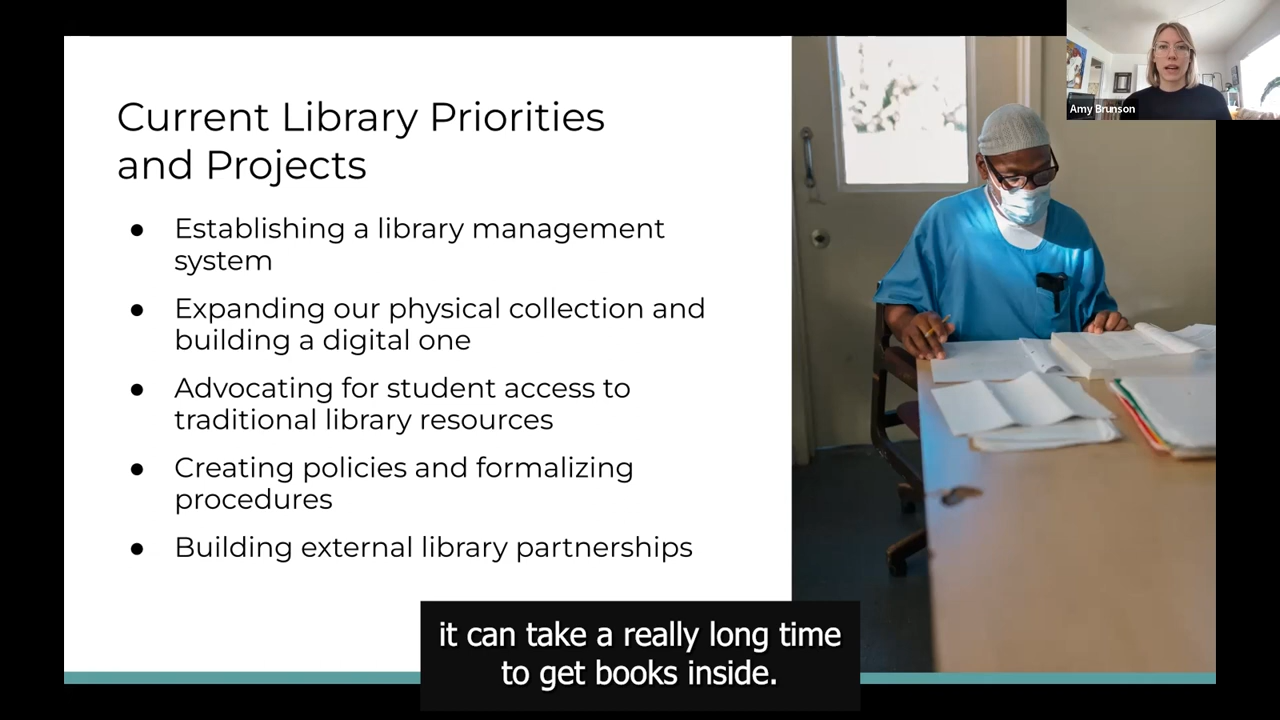 Current Library Priorities
and Projects
● Establishing a library management
system
● Expanding our physical collection and
building a digital one
● Advocating for student access to
traditional library resources
● Creating policies and formalizing
procedures
● Building external library partnerships
Amy Brunson
it can take a really long time
to get books inside.